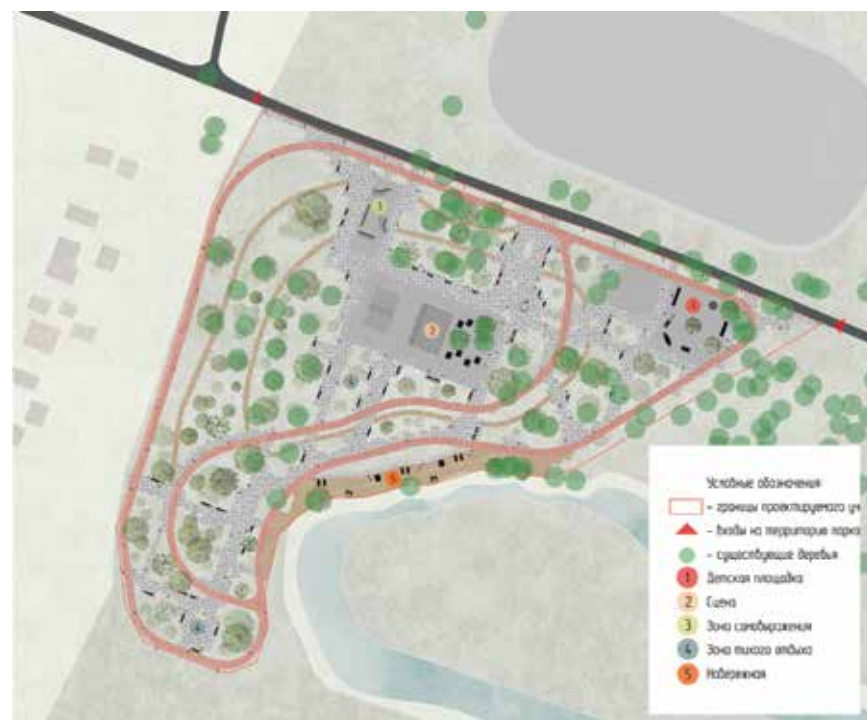 Условные обозначения
- границы проектируемого уч
- входы на территорию парка
- существующие деревья
1 Детская площадка
2 Сцена
3 Зона самовыражения
4 Зона тихого отдыха
5 Набережная